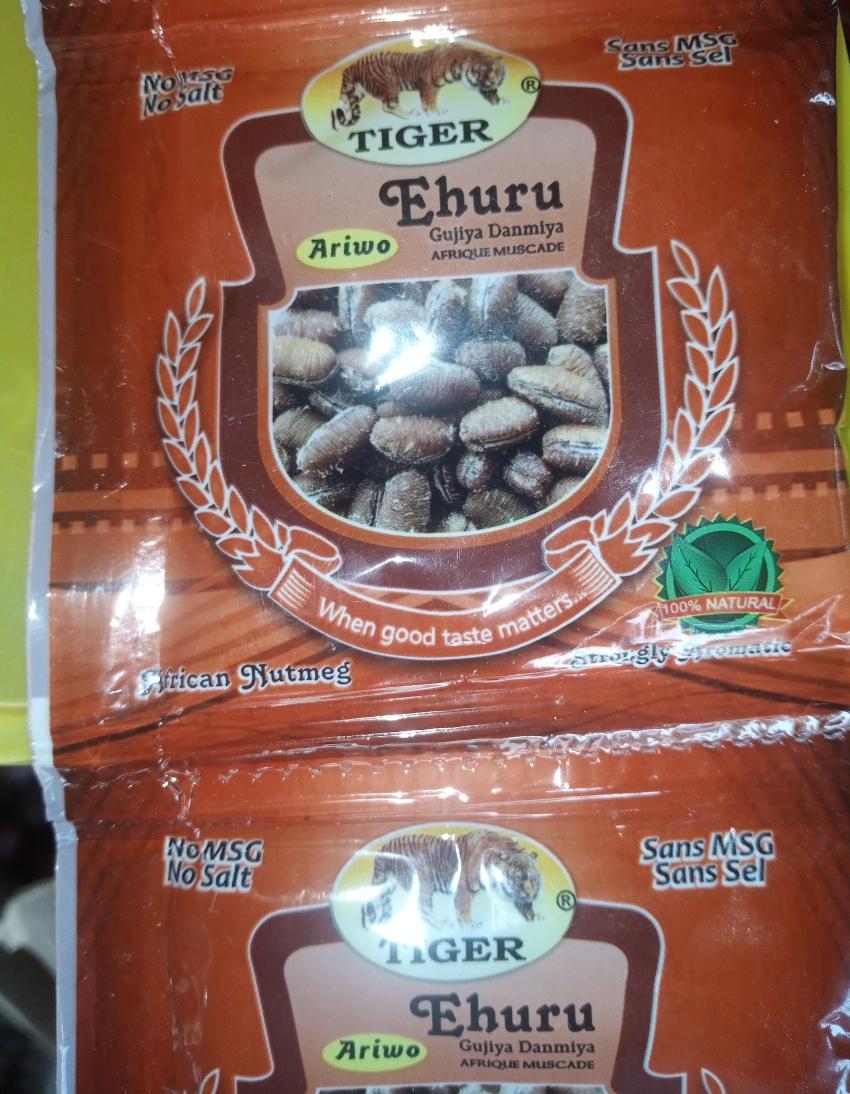 No MSG
No Salt
Sans MSG
Sans Sel
TIGER
®
Ehuru
Gujiya Danmiya
Ariwo
AFRIQUE MUSCADE
When good taste matters...
100% NATURAL
African Nutmeg
Strongly Aromatic
No MSG
No Salt
Sans MSG
Sans Sel
TIGER
®
Ehuru
Gujiya Danmiya
Ariwo
AFRIQUE MUSCADE